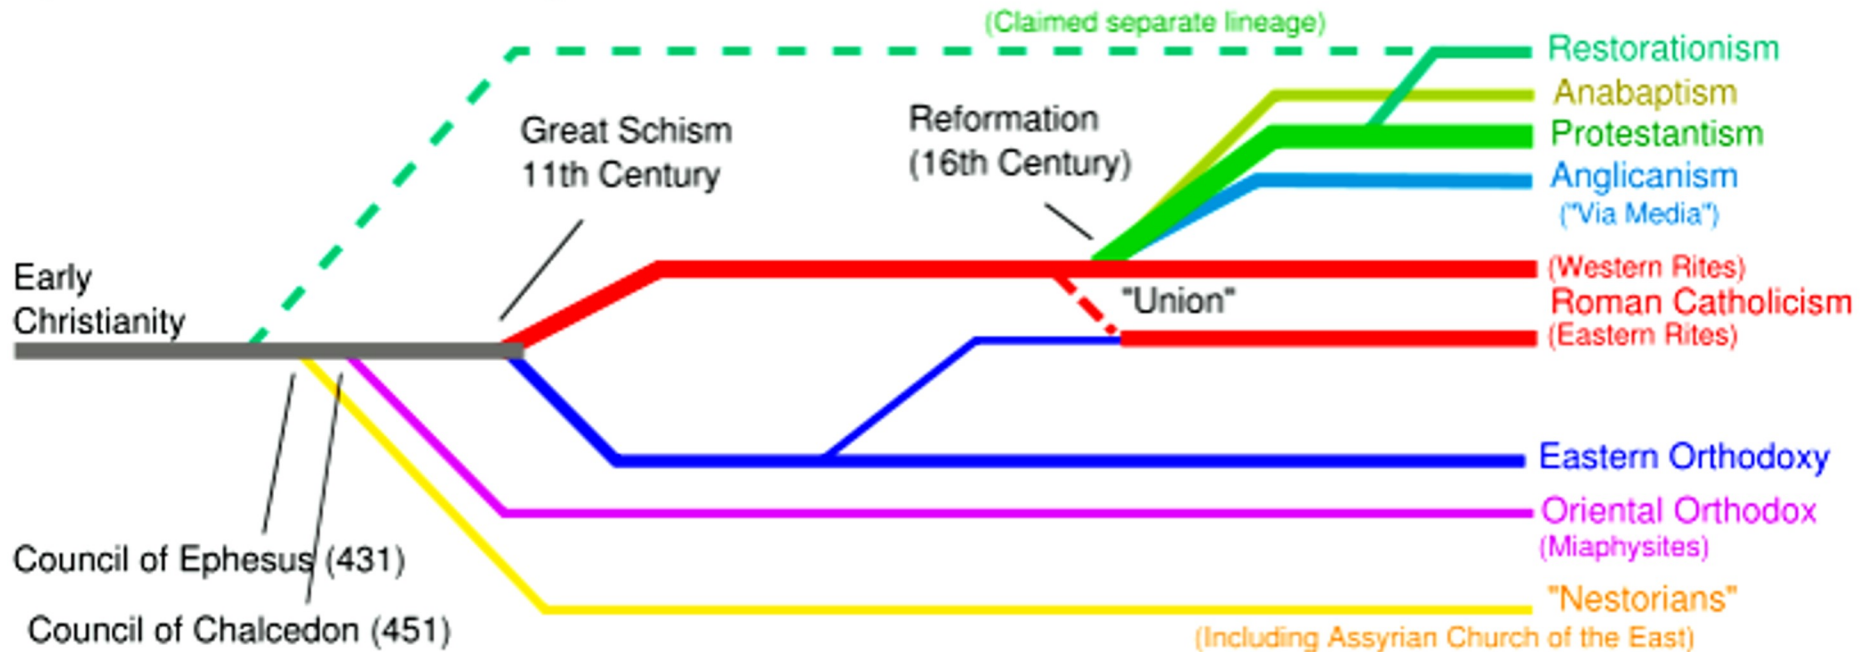 (Claimed separate lineage)
Restorationism
Anabaptism
Protestantism
Anglicanism
("Via Media")
Great Schism
11th Century
Reformation
(16th Century)
Early
Christianity
(Western Rites)
"Union"
Roman Catholicism
(Eastern Rites)
Eastern Orthodoxy
Oriental Orthodox
(Miaphysites)
Council of Ephesus (431)
Council of Chalcedon (451)
"Nestorians"
(Including Assyrian Church of the East)